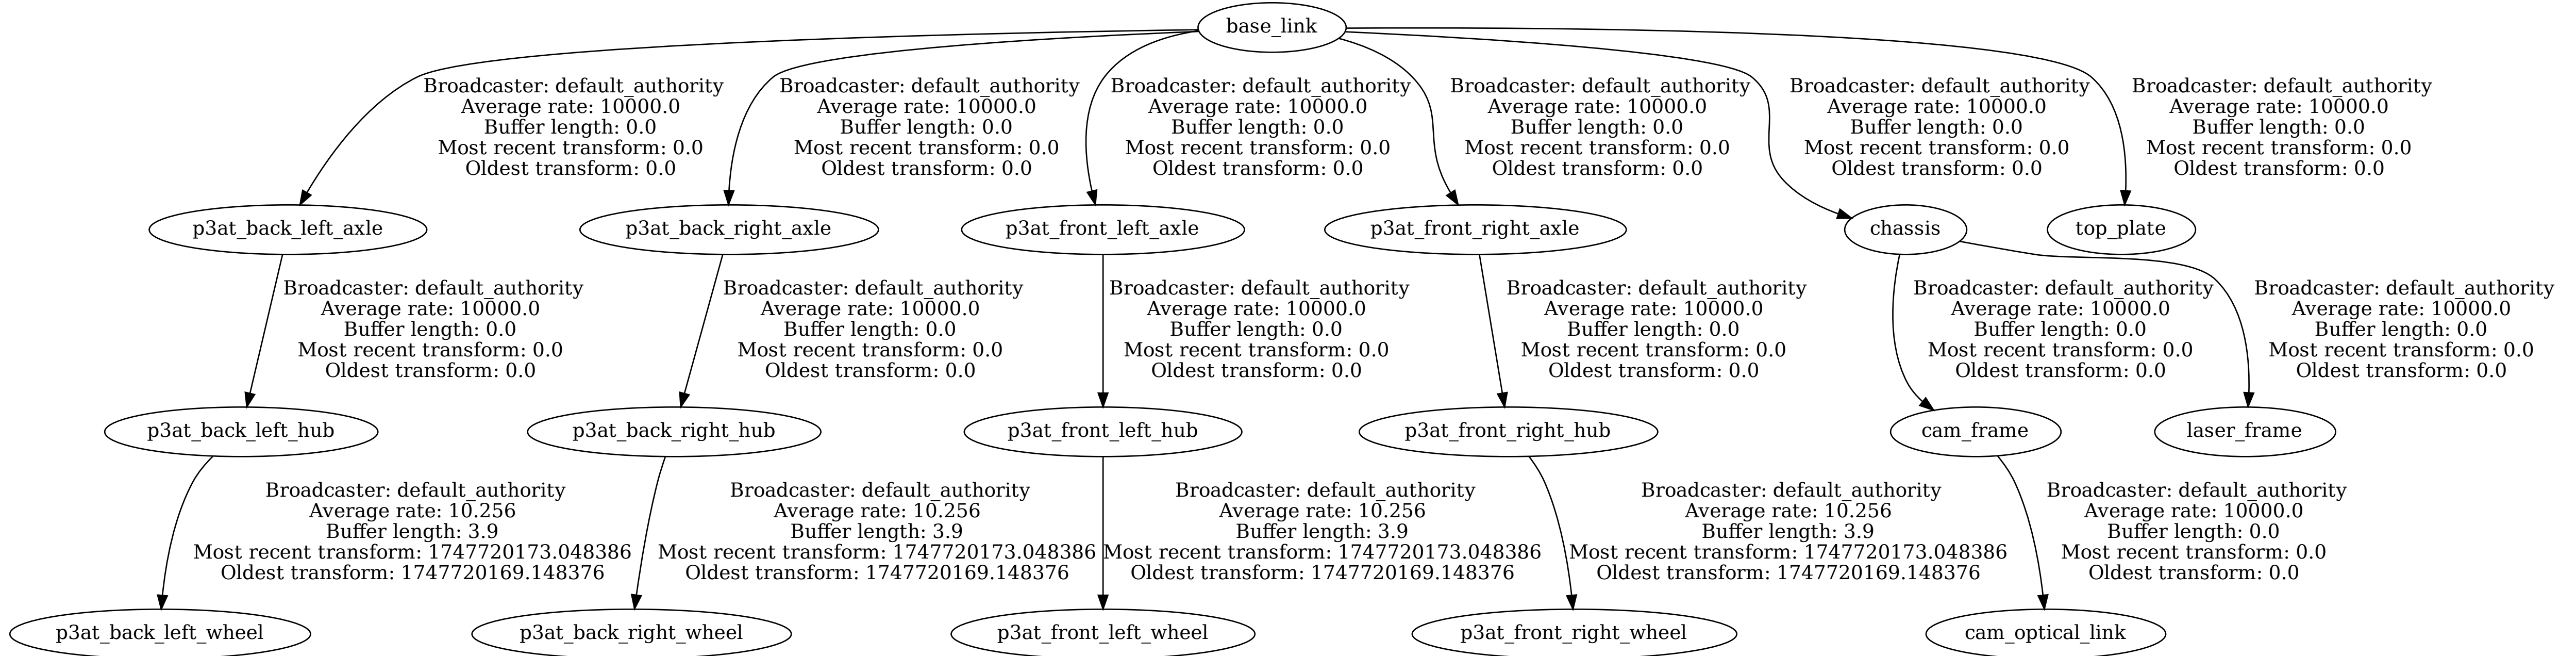 base_link
Broadcaster: default_authority
Average rate: 10000.0
Buffer length: 0.0
Most recent transform: 0.0
Oldest transform: 0.0
Broadcaster: default_authority
Average rate: 10000.0
Buffer length: 0.0
Most recent transform: 0.0
Oldest transform: 0.0
Broadcaster: default_authority
Average rate: 10000.0
Buffer length: 0.0
Most recent transform: 0.0
Oldest transform: 0.0
Broadcaster: default_authority
Average rate: 10000.0
Buffer length: 0.0
Most recent transform: 0.0
Oldest transform: 0.0
Broadcaster: default_authority
Average rate: 10000.0
Buffer length: 0.0
Most recent transform: 0.0
Oldest transform: 0.0
Broadcaster: default_authority
Average rate: 10000.0
Buffer length: 0.0
Most recent transform: 0.0
Oldest transform: 0.0
p3at_back_left_axle
p3at_back_right_axle
p3at_front_left_axle
p3at_front_right_axle
chassis
top_plate
Broadcaster: default_authority
Average rate: 10000.0
Buffer length: 0.0
Most recent transform: 0.0
Oldest transform: 0.0
Broadcaster: default_authority
Average rate: 10000.0
Buffer length: 0.0
Most recent transform: 0.0
Oldest transform: 0.0
Broadcaster: default_authority
Average rate: 10000.0
Buffer length: 0.0
Most recent transform: 0.0
Oldest transform: 0.0
Broadcaster: default_authority
Average rate: 10000.0
Buffer length: 0.0
Most recent transform: 0.0
Oldest transform: 0.0
Broadcaster: default_authority
Average rate: 10000.0
Buffer length: 0.0
Most recent transform: 0.0
Oldest transform: 0.0
Broadcaster: default_authority
Average rate: 10000.0
Buffer length: 0.0
Most recent transform: 0.0
Oldest transform: 0.0
p3at_back_left_hub
p3at_back_right_hub
p3at_front_left_hub
p3at_front_right_hub
cam_frame
laser_frame
Broadcaster: default_authority
Average rate: 10.256
Buffer length: 3.9
Most recent transform: 1747720173.048386
Oldest transform: 1747720169.148376
Broadcaster: default_authority
Average rate: 10.256
Buffer length: 3.9
Most recent transform: 1747720173.048386
Oldest transform: 1747720169.148376
Broadcaster: default_authority
Average rate: 10.256
Buffer length: 3.9
Most recent transform: 1747720173.048386
Oldest transform: 1747720169.148376
Broadcaster: default_authority
Average rate: 10.256
Buffer length: 3.9
Most recent transform: 1747720173.048386
Oldest transform: 1747720169.148376
Broadcaster: default_authority
Average rate: 10000.0
Buffer length: 0.0
Most recent transform: 0.0
Oldest transform: 0.0
p3at_back_left_wheel
p3at_back_right_wheel
p3at_front_left_wheel
p3at_front_right_wheel
cam_optical_link